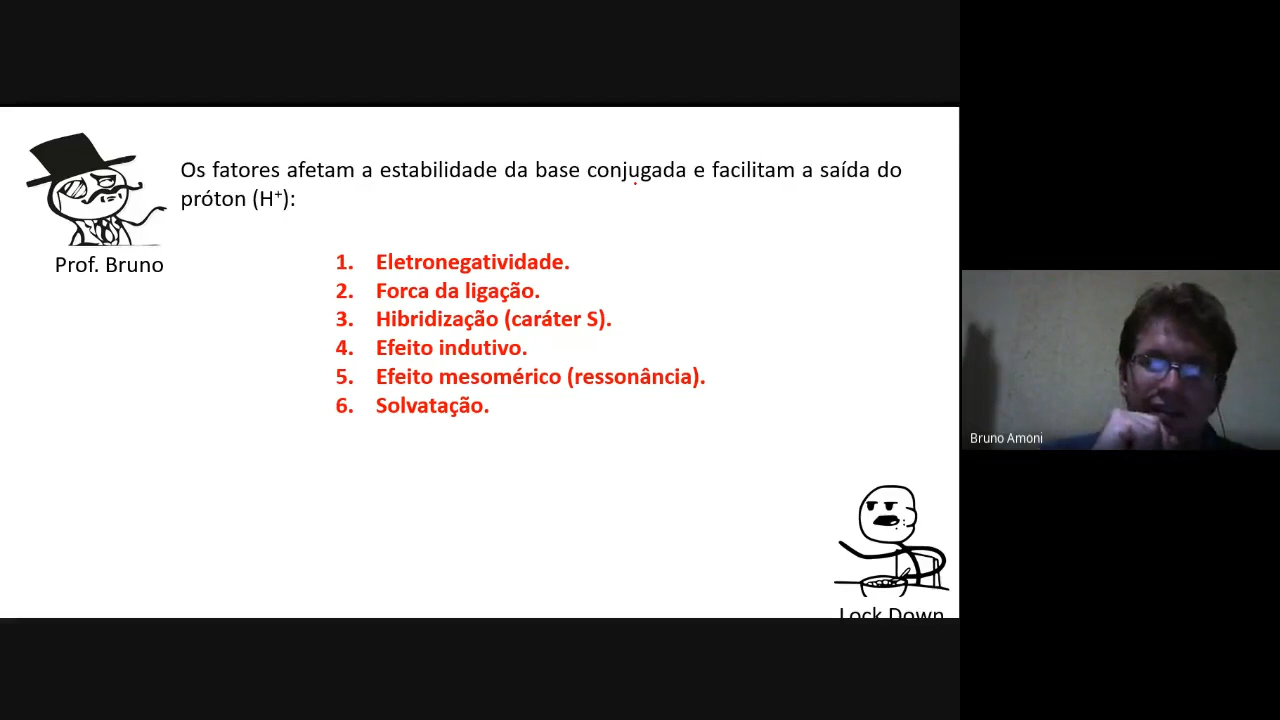 Os fatores afetam a estabilidade da base conjugada e facilitam a saída do
próton (H⁺):
Prof. Bruno
1. Eletronegatividade.
2. Forca da ligação.
3. Hibridização (caráter S).
4. Efeito indutivo.
5. Efeito mesomérico (ressonância).
6. Solvatação.
Lock Down
Bruno Amoni